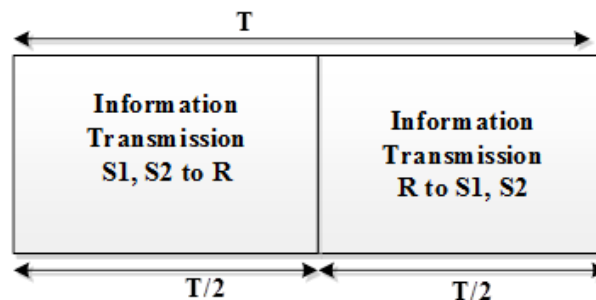 T
Information
Transmission
S1, S2 to R
Information
Transmission
R to S1, S2
T/2
T/2